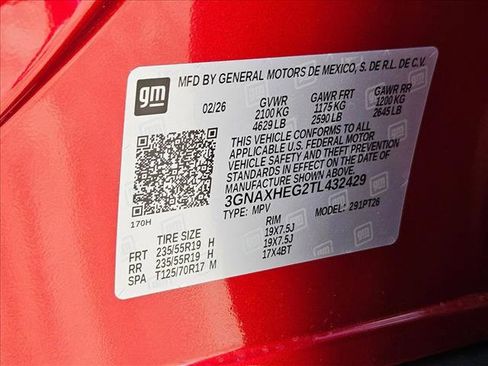 gm
MFD BY GENERAL MOTORS DE MEXICO, S. DE R.L. DE C.V.
02/26 GVWR GAWR FRT GAWR RR
2100 KG 1175 KG 1200 KG
4629 LB 2590 LB 2645 LB
THIS VEHICLE CONFORMS TO ALL
APPLICABLE U.S. FEDERAL MOTOR
VEHICLE SAFETY AND THEFT
PREVENTION STANDARDS IN
EFFECT ON THE DATE OF
MANUFACTURE SHOWN ABOVE.
3GNAXHEG2TL432429
TYPE: MPV MODEL: 291PT26
170H
TIRE SIZE RIM
FRT 235/55R19 H 19X7.5J
RR 235/55R19 H 19X7.5J
SPA T125/70R17 M 17X4BT